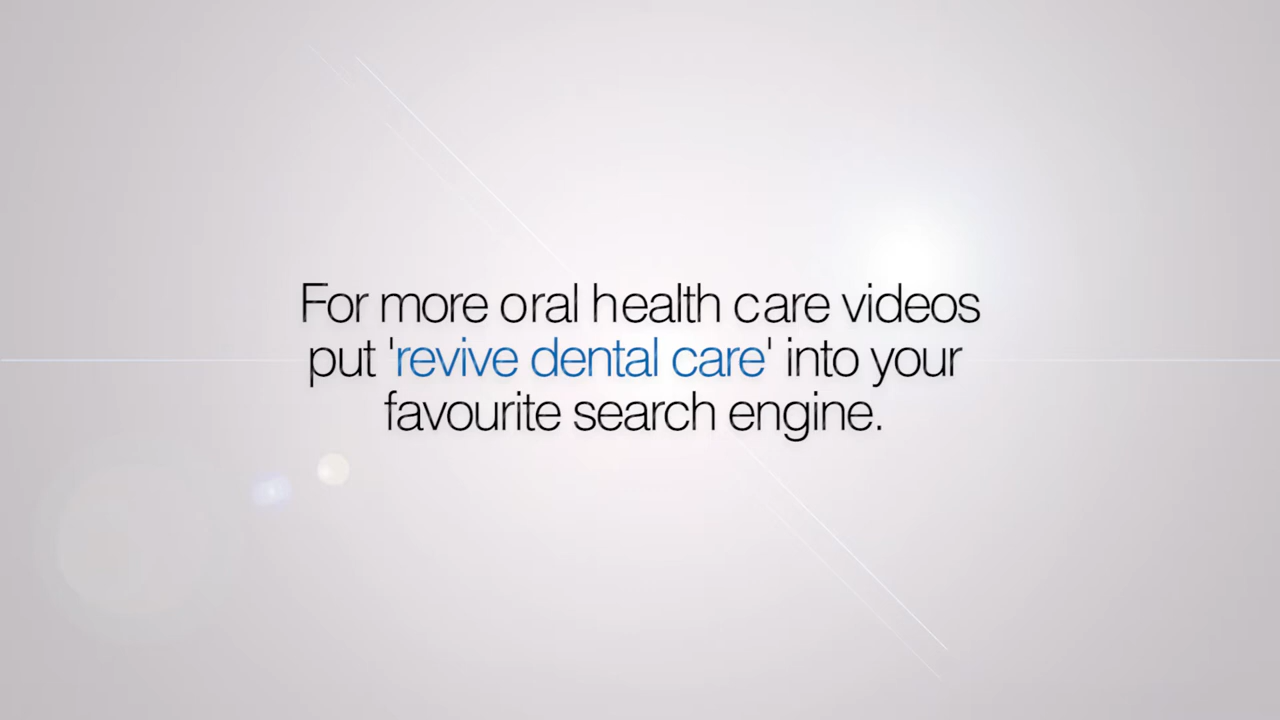 For more oral health care videos
put 'revive dental care' into your
favourite search engine.